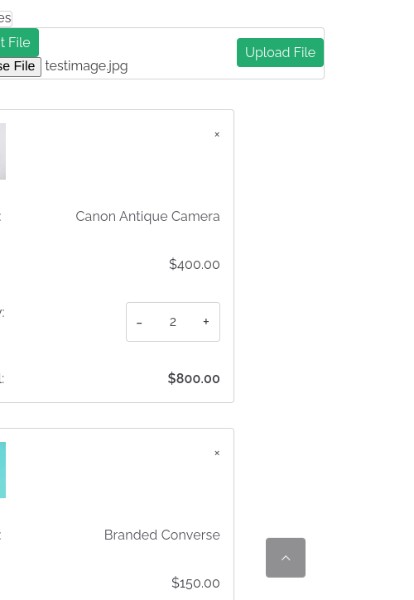 es
t File
Upload File
se File testimage.jpg
×
: Canon Antique Camera
$400.00
y: - 2 +
l: $800.00
×
: Branded Converse
$150.00